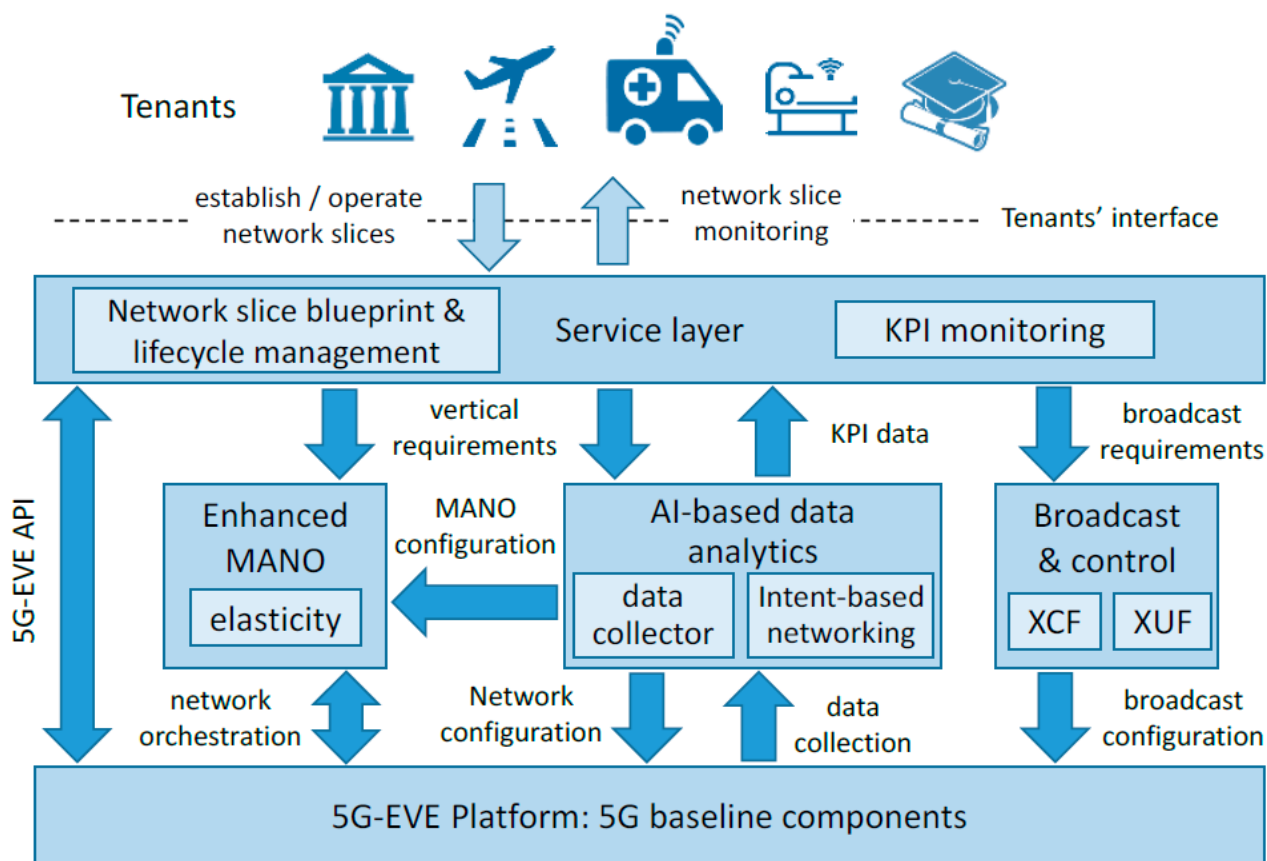 Tenants
establish / operate
network slices
network slice
monitoring
Tenants' interface
Network slice blueprint &
lifecycle management
Service layer
KPI monitoring
5G-EVE API
vertical
requirements
KPI data
broadcast
requirements
Enhanced
MANO
elasticity
MANO
configuration
AI-based data
analytics
data
collector
Intent-based
networking
Broadcast
& control
XCF
XUF
network
orchestration
Network
configuration
data
collection
broadcast
configuration
5G-EVE Platform: 5G baseline components